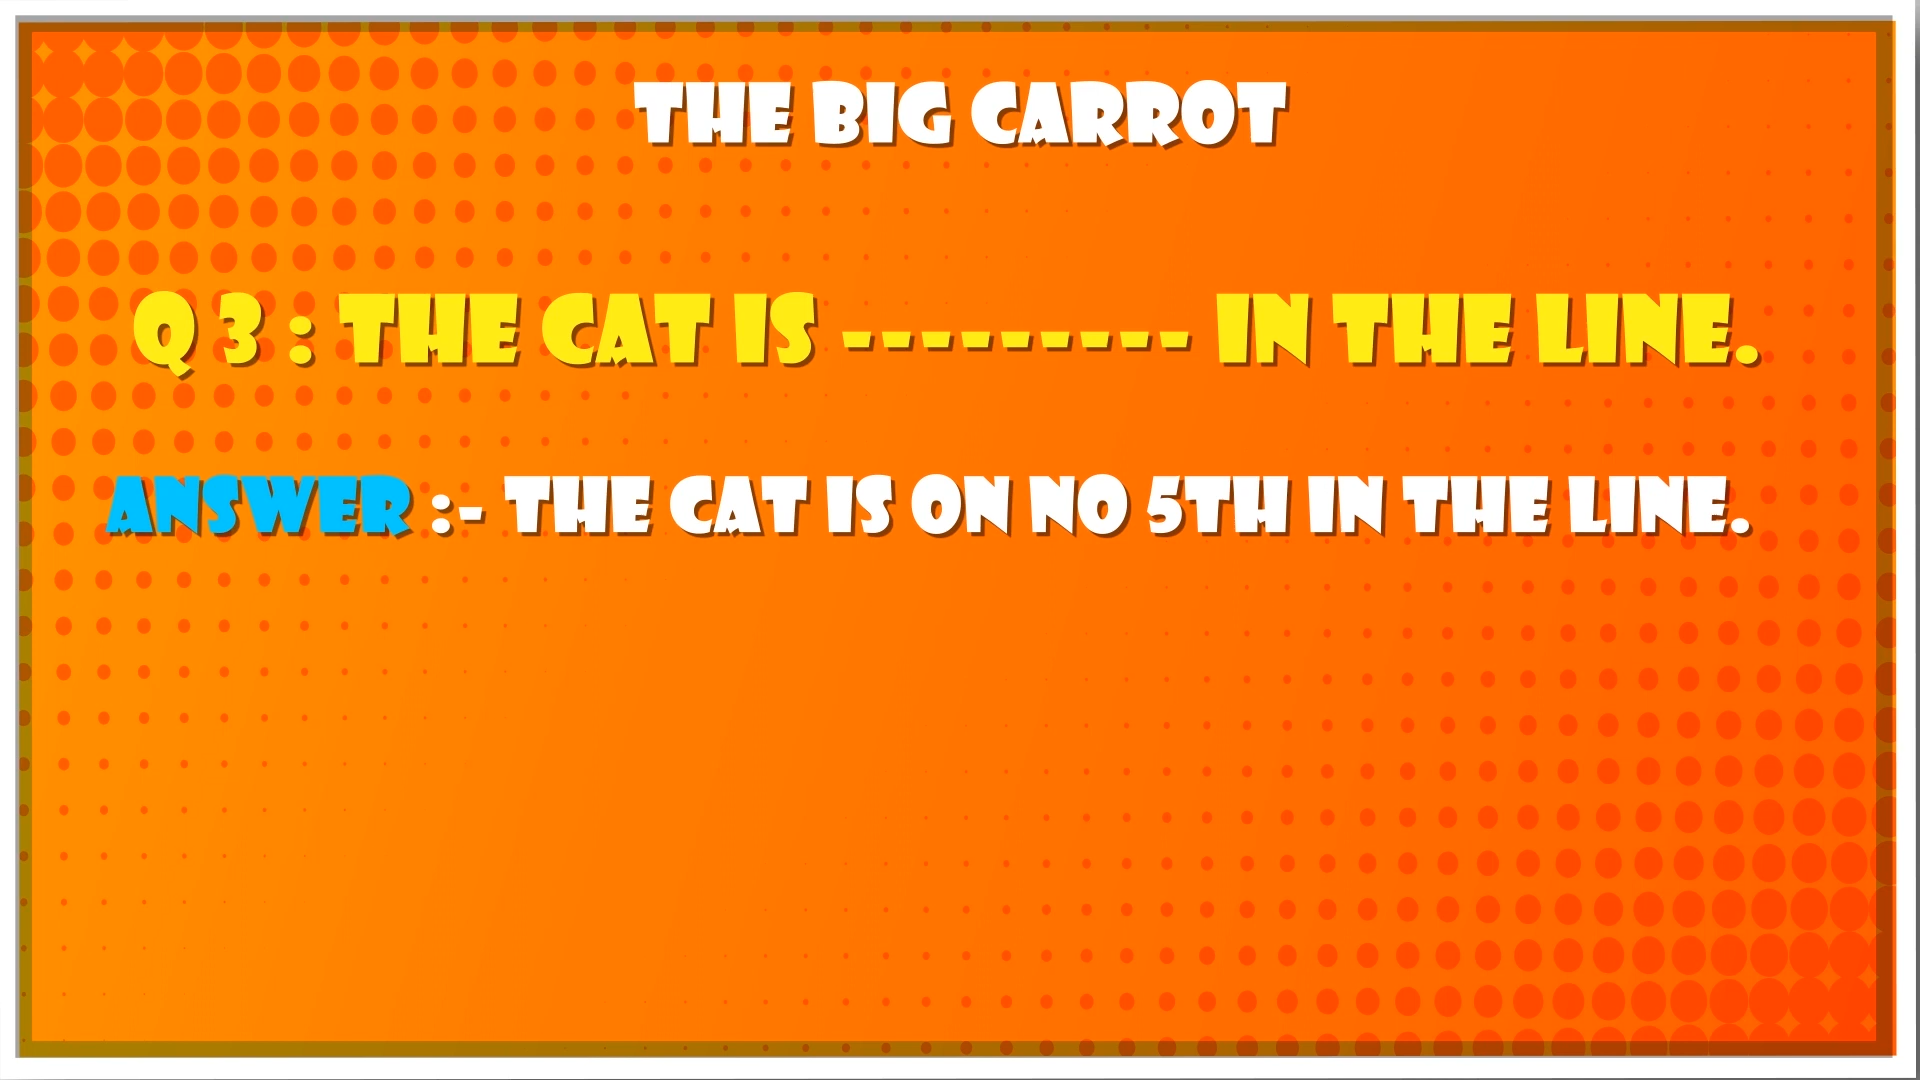 THE BIG CARROT
Q 3 : THE CAT IS --------- IN THE LINE.
ANSWER :- THE CAT IS ON NO 5TH IN THE LINE.